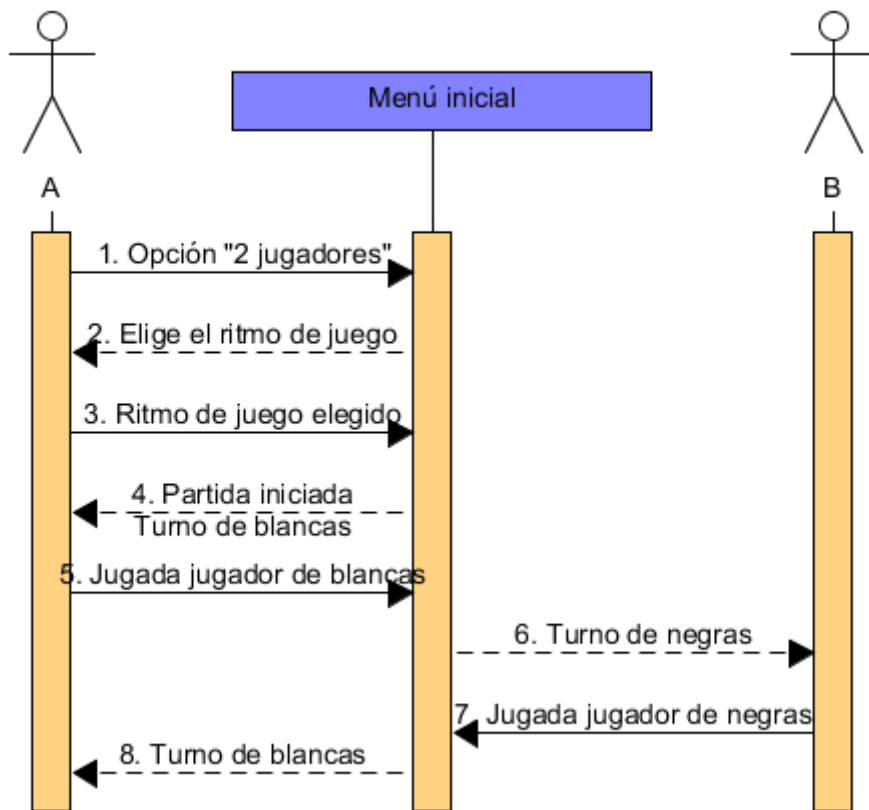 Menú inicial
A
B
1. Opción "2 jugadores"
2. Elige el ritmo de juego
3. Ritmo de juego elegido
4. Partida iniciada
Turno de blancas
5. Jugada jugador de blancas
6. Turno de negras
7. Jugada jugador de negras
8. Turno de blancas